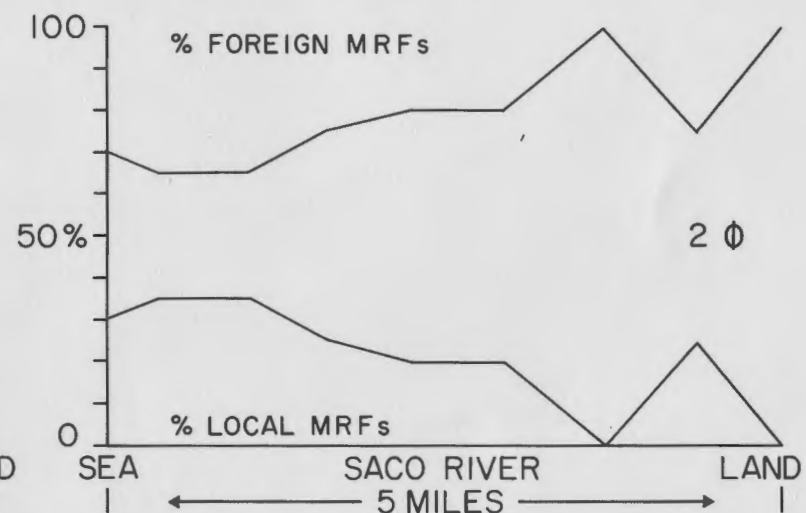 100
% FOREIGN MRFs
50%
2 Φ
0
% LOCAL MRFs
D SEA SACO RIVER LAND
5 MILES